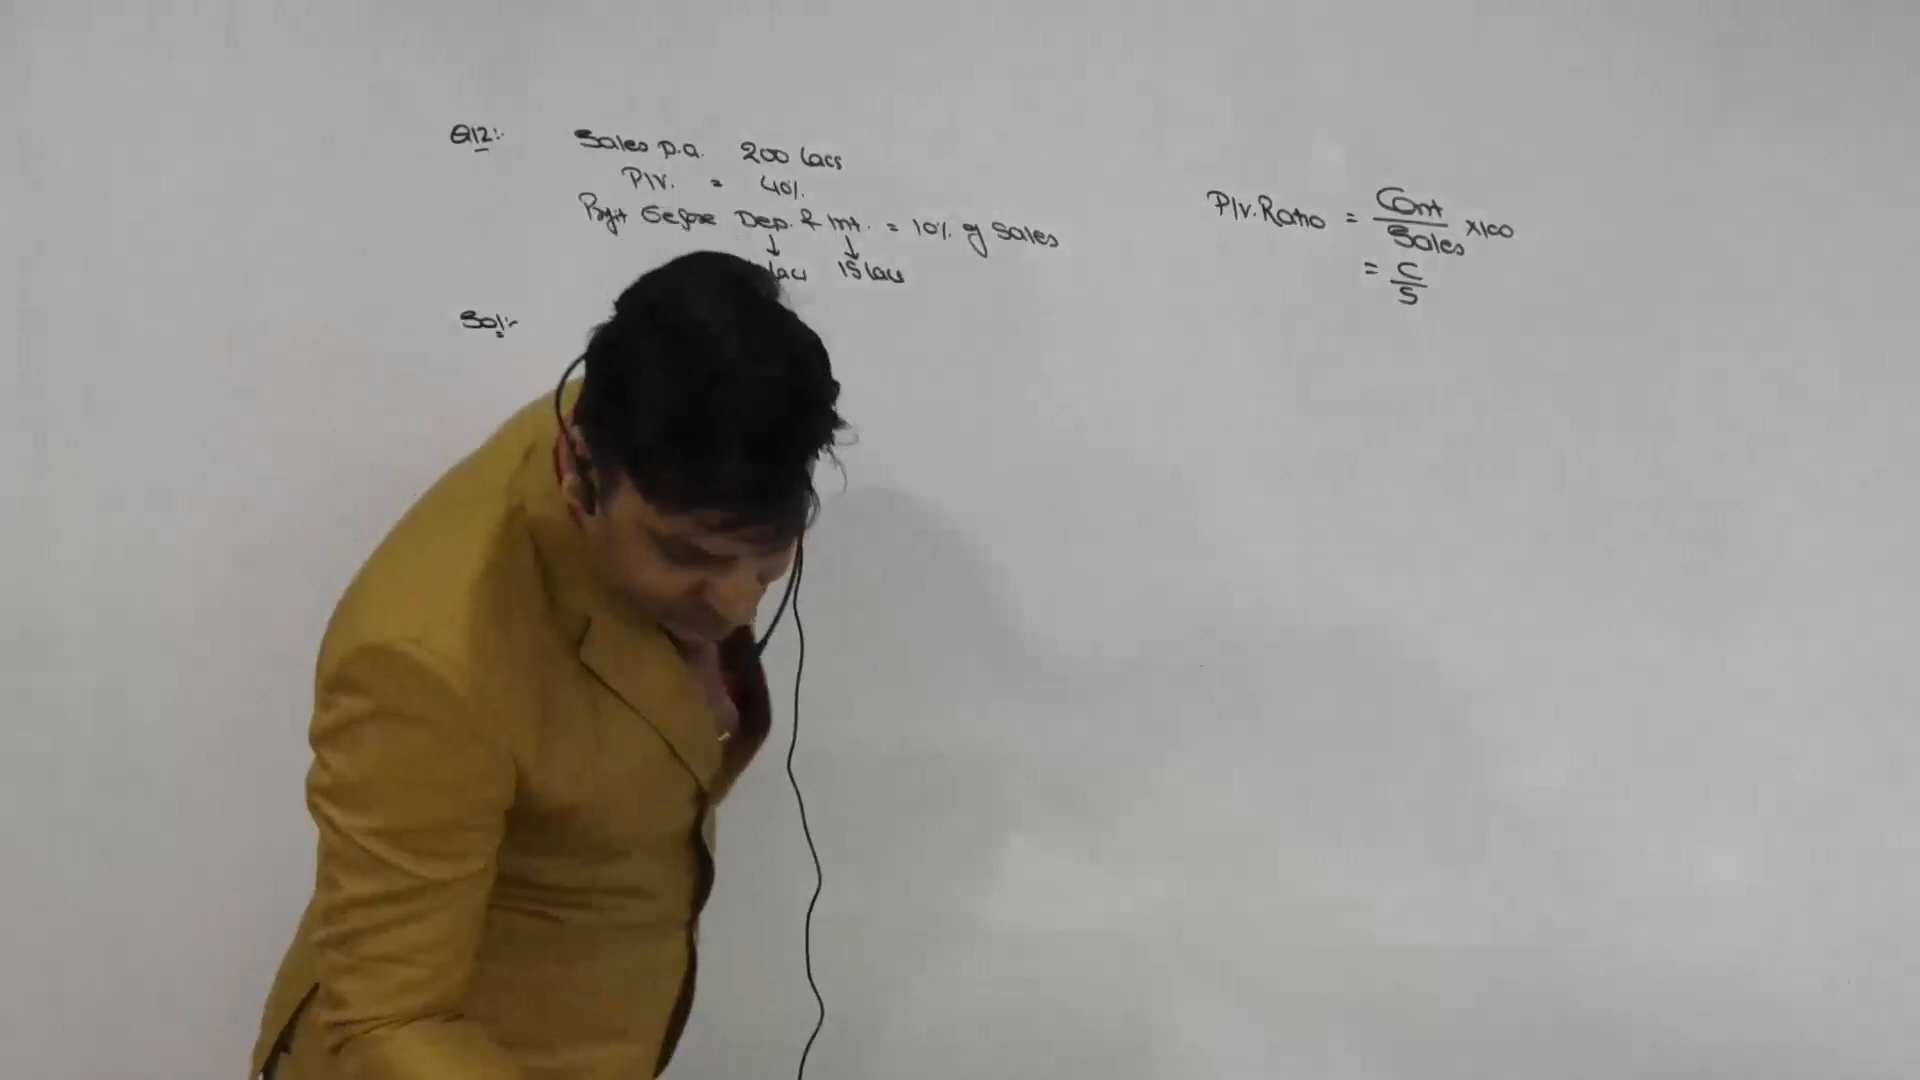 Q12:-
Sales p.a. 200 lacs
P/V. = 40%.
Profit Before Dep. & Int. = 10% of Sales
↓ ↓
lacs 15 lacs
Sol:-
P/V. Ratio = Cont / Sales × 100
= C / S